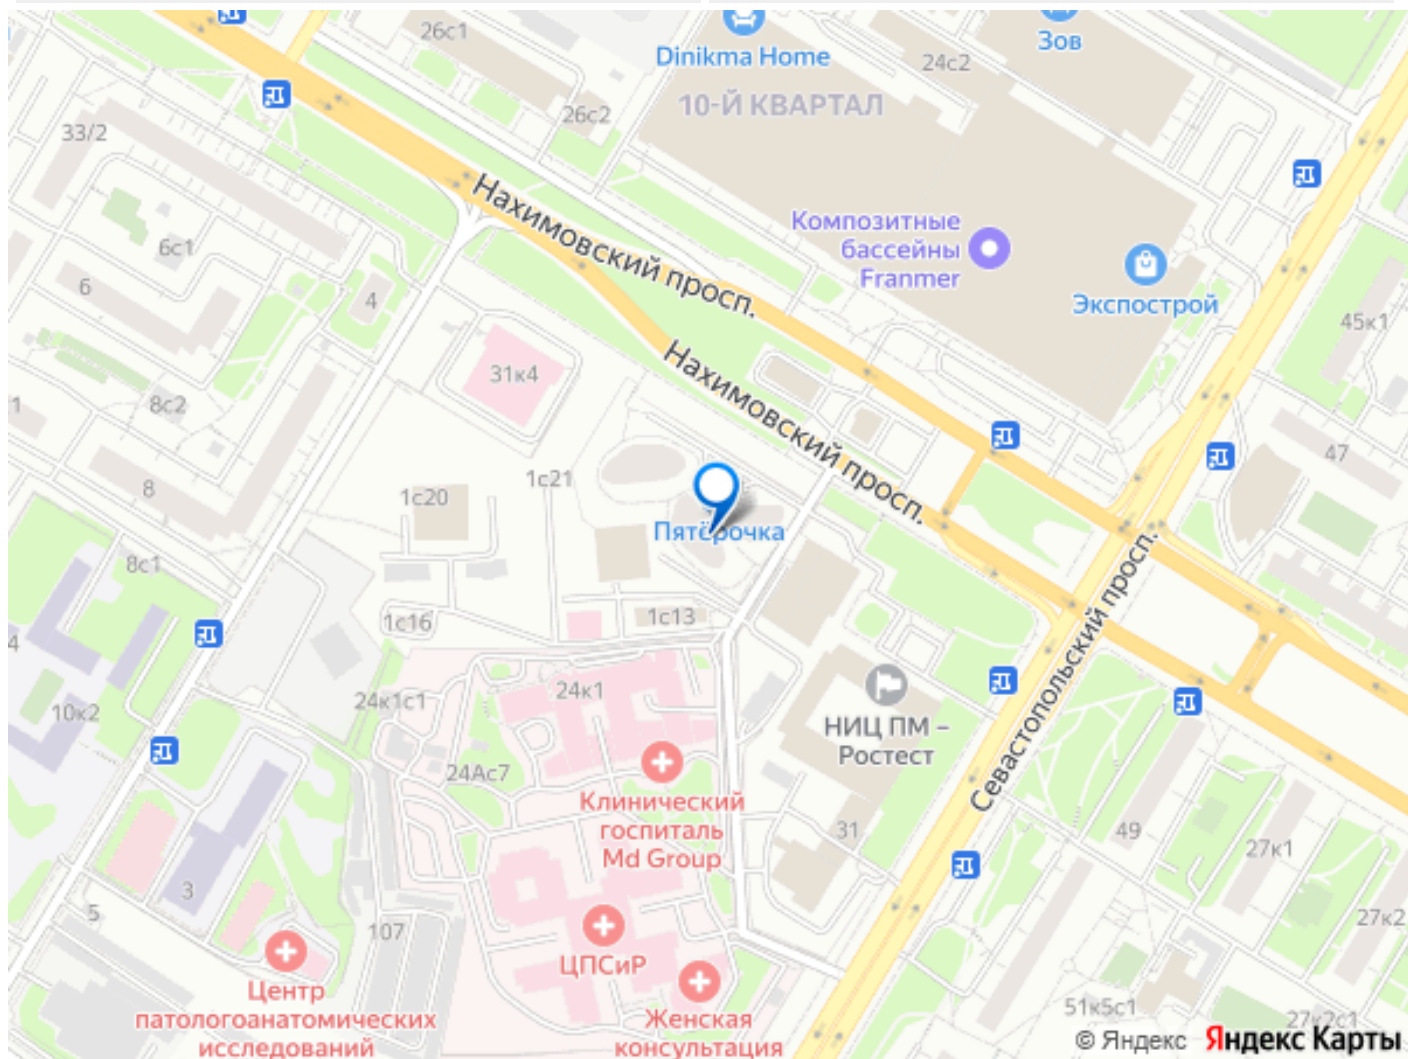 26с1
Dinikma Home
Зов
24с2
10-Й КВАРТАЛ
26с2
33/2
Нахимовский просп.
Композитные
бассейны
Franmer
6с1
6
4
Экспострой
45к1
31к4
Нахимовский просп.
8с2
1
47
8
1с20
1с21
Пятёрочка
8с1
1с16
1с13
4
Севастопольский просп.
24к1
24к1с1
10к2
НИЦ ПМ –
Ростест
24Ас7
Клинический
госпиталь
Md Group
31
49
27к1
3
5
107
27к2
ЦПСиР
Центр
патологоанатомических
исследований
Женская
консультация
51к5с1
27к2с1
© Яндекс Яндекс Карты